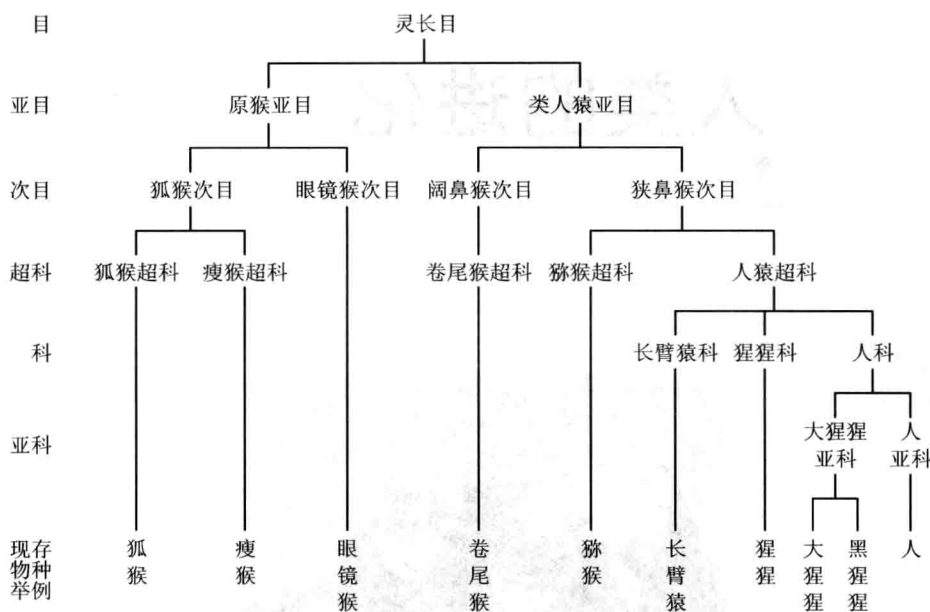 目 灵长目
亚目 原猴亚目 类人猿亚目
次目 狐猴次目 眼镜猴次目 阔鼻猴次目 狭鼻猴次目
超科 狐猴超科 瘦猴超科 卷尾猴超科 猕猴超科 人猿超科
科 长臂猿科 猩猩科 人科
亚科 大猩猩亚科 人亚科
现存物种举例 狐猴 瘦猴 眼镜猴 卷尾猴 猕猴 长臂猿 猩猩 大猩猩 黑猩猩 人